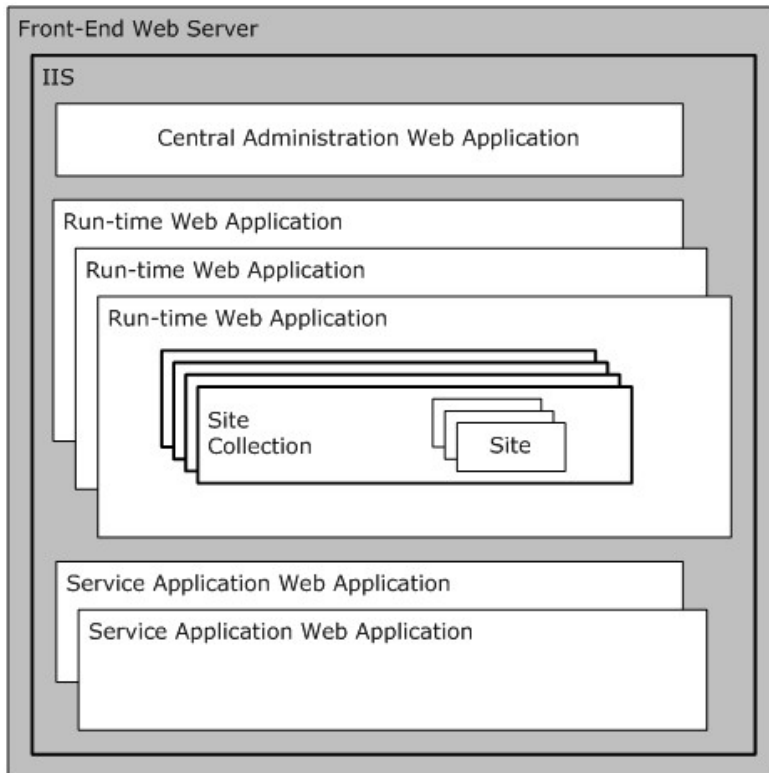 Front-End Web Server
IIS
Central Administration Web Application
Run-time Web Application
Run-time Web Application
Run-time Web Application
Site
Collection
Site
Service Application Web Application
Service Application Web Application